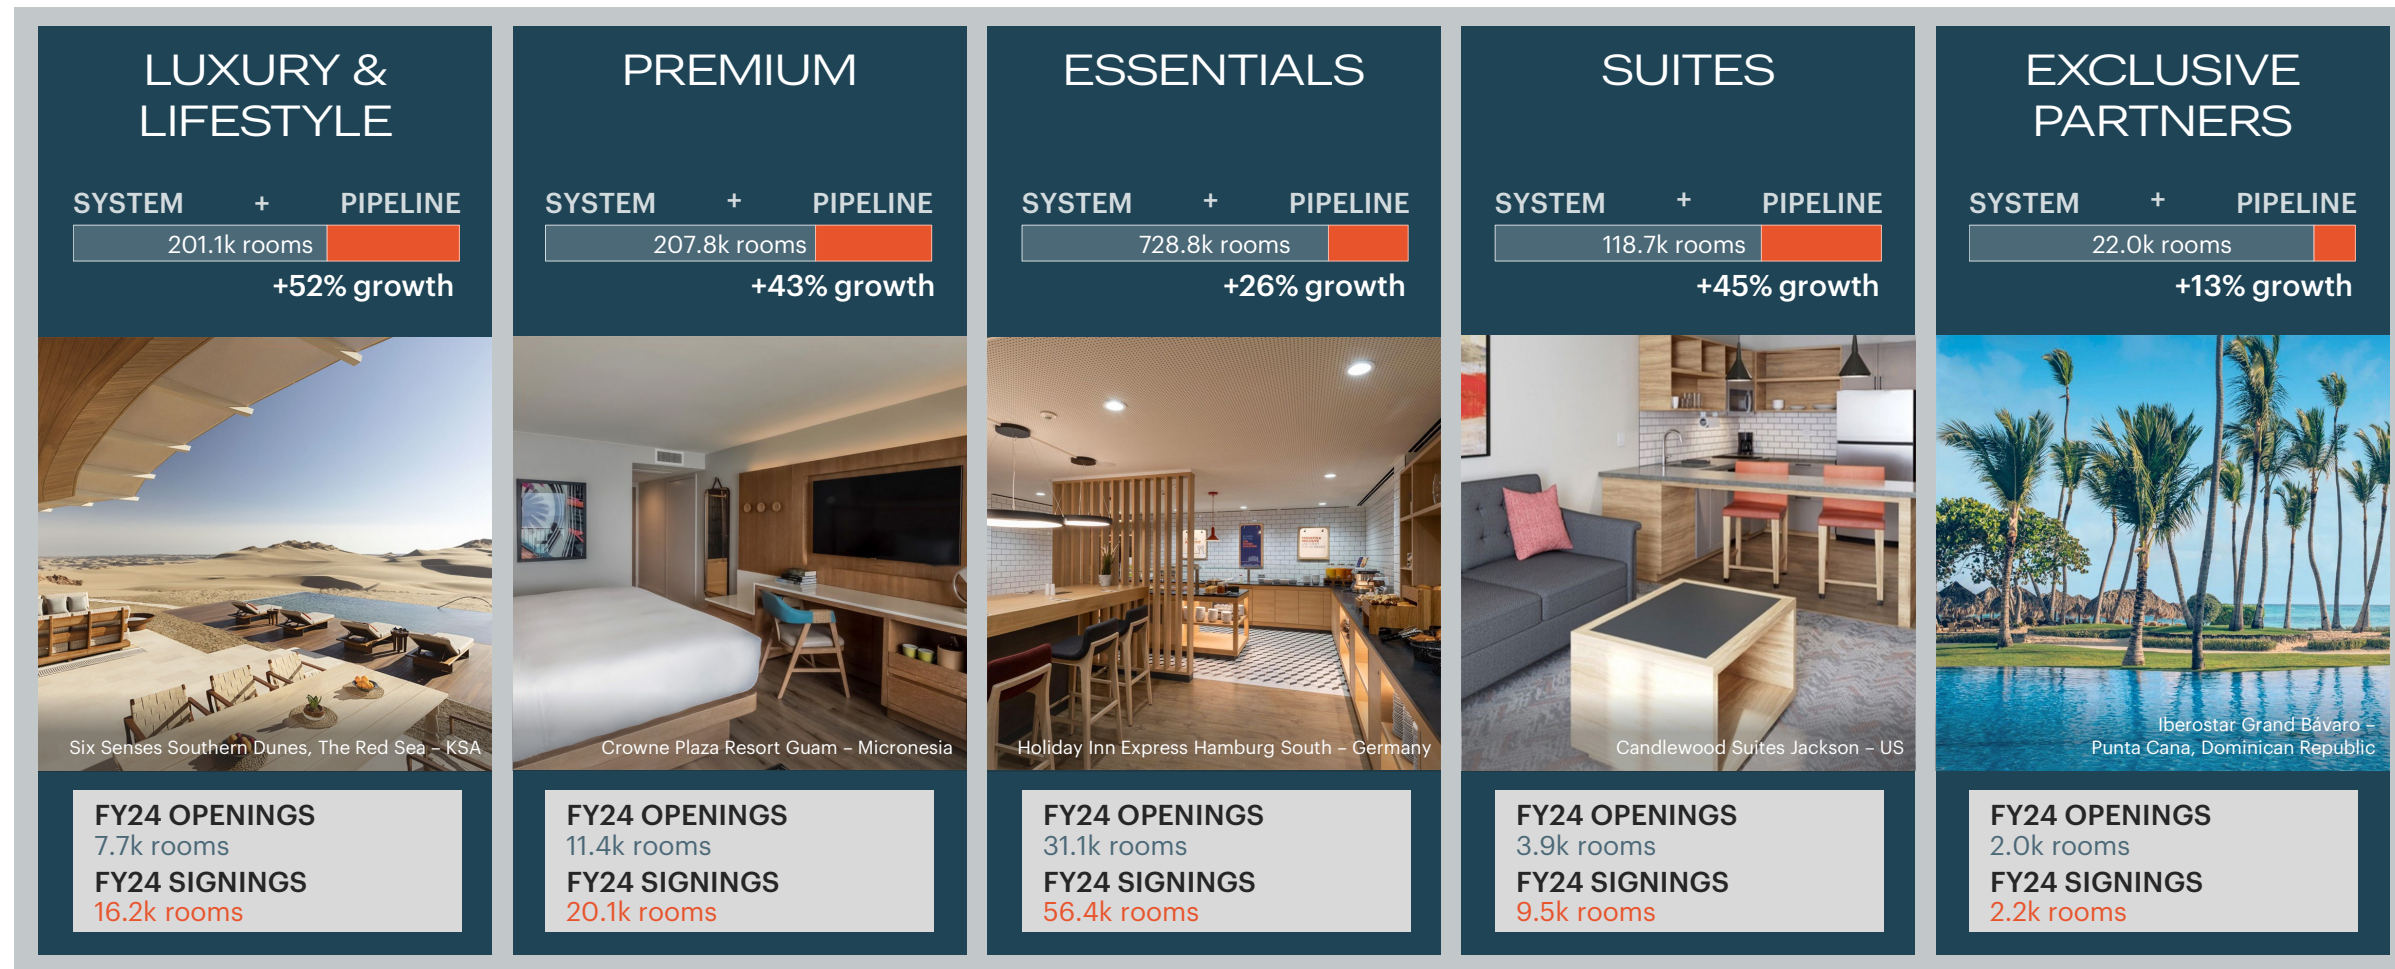 LUXURY &
LIFESTYLE
SYSTEM + PIPELINE
201.1k rooms
+52% growth
Six Senses Southern Dunes, The Red Sea – KSA
FY24 OPENINGS
7.7k rooms
FY24 SIGNINGS
16.2k rooms
PREMIUM
SYSTEM + PIPELINE
207.8k rooms
+43% growth
Crowne Plaza Resort Guam – Micronesia
FY24 OPENINGS
11.4k rooms
FY24 SIGNINGS
20.1k rooms
ESSENTIALS
SYSTEM + PIPELINE
728.8k rooms
+26% growth
Holiday Inn Express Hamburg South – Germany
FY24 OPENINGS
31.1k rooms
FY24 SIGNINGS
56.4k rooms
SUITES
SYSTEM + PIPELINE
118.7k rooms
+45% growth
Candlewood Suites Jackson – US
FY24 OPENINGS
3.9k rooms
FY24 SIGNINGS
9.5k rooms
EXCLUSIVE
PARTNERS
SYSTEM + PIPELINE
22.0k rooms
+13% growth
Iberostar Grand Bávaro –
Punta Cana, Dominican Republic
FY24 OPENINGS
2.0k rooms
FY24 SIGNINGS
2.2k rooms